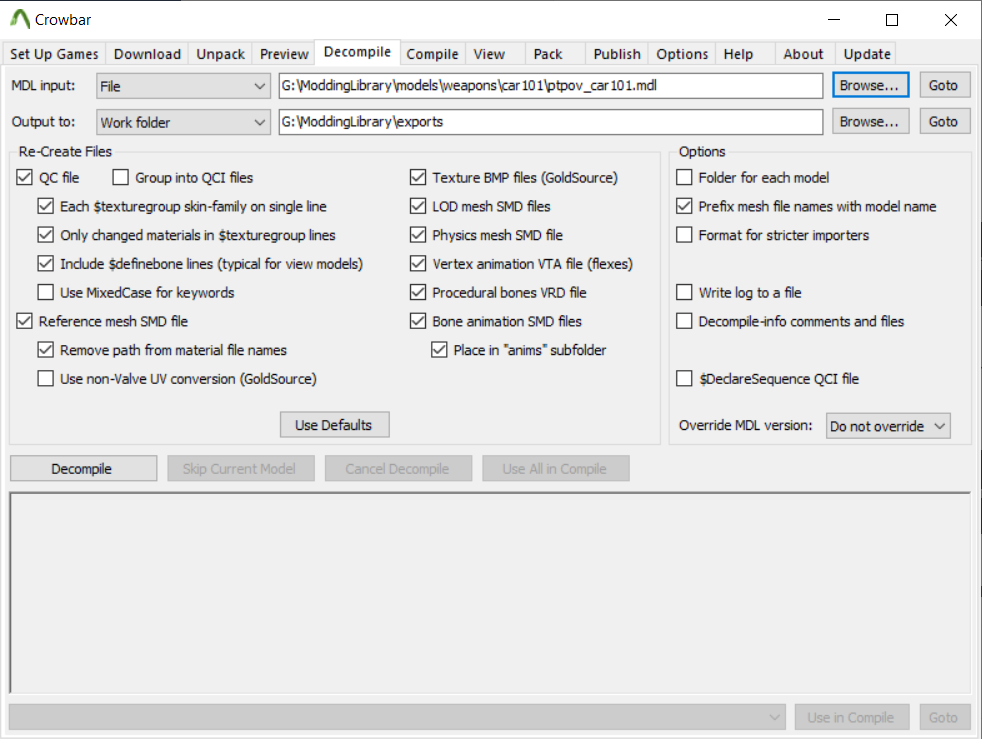 Crowbar
Set Up Games Download Unpack Preview Decompile Compile View Pack Publish Options Help About Update
MDL input: File G:\ModdingLibrary\models\weapons\car101\ptpov_car101.mdl Browse... Goto
Output to: Work folder G:\ModdingLibrary\exports Browse... Goto
Re-Create Files Options
QC file Group into QCI files Texture BMP files (GoldSource) Folder for each model
Each $texturegroup skin-family on single line LOD mesh SMD files Prefix mesh file names with model name
Only changed materials in $texturegroup lines Physics mesh SMD file Format for stricter importers
Include $definebone lines (typical for view models) Vertex animation VTA file (flexes)
Use MixedCase for keywords Procedural bones VRD file Write log to a file
Reference mesh SMD file Bone animation SMD files Decompile-info comments and files
Remove path from material file names Place in "anims" subfolder
Use non-Valve UV conversion (GoldSource) $DeclareSequence QCI file
Use Defaults Override MDL version: Do not override
Decompile Skip Current Model Cancel Decompile Use All in Compile
Use in Compile Goto